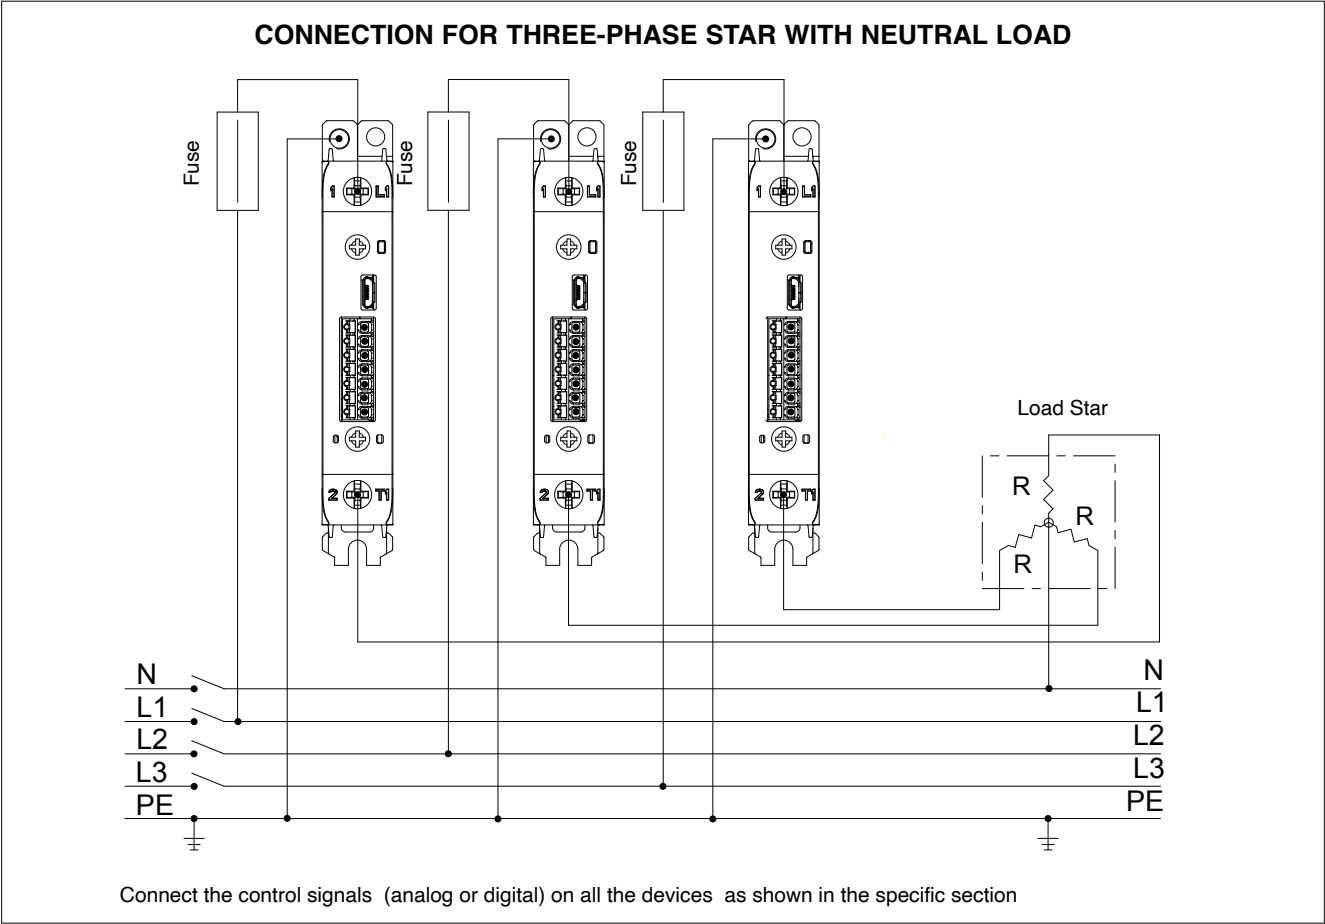 CONNECTION FOR THREE-PHASE STAR WITH NEUTRAL LOAD
Fuse
Fuse
Fuse
1 L1
1 L1
1 L1
0
0
0
0 0
0 0
0 0
Load Star
2 T1
2 T1
2 T1
R
R
R
N
N
L1
L1
L2
L2
L3
L3
PE
PE
Connect the control signals (analog or digital) on all the devices as shown in the specific section